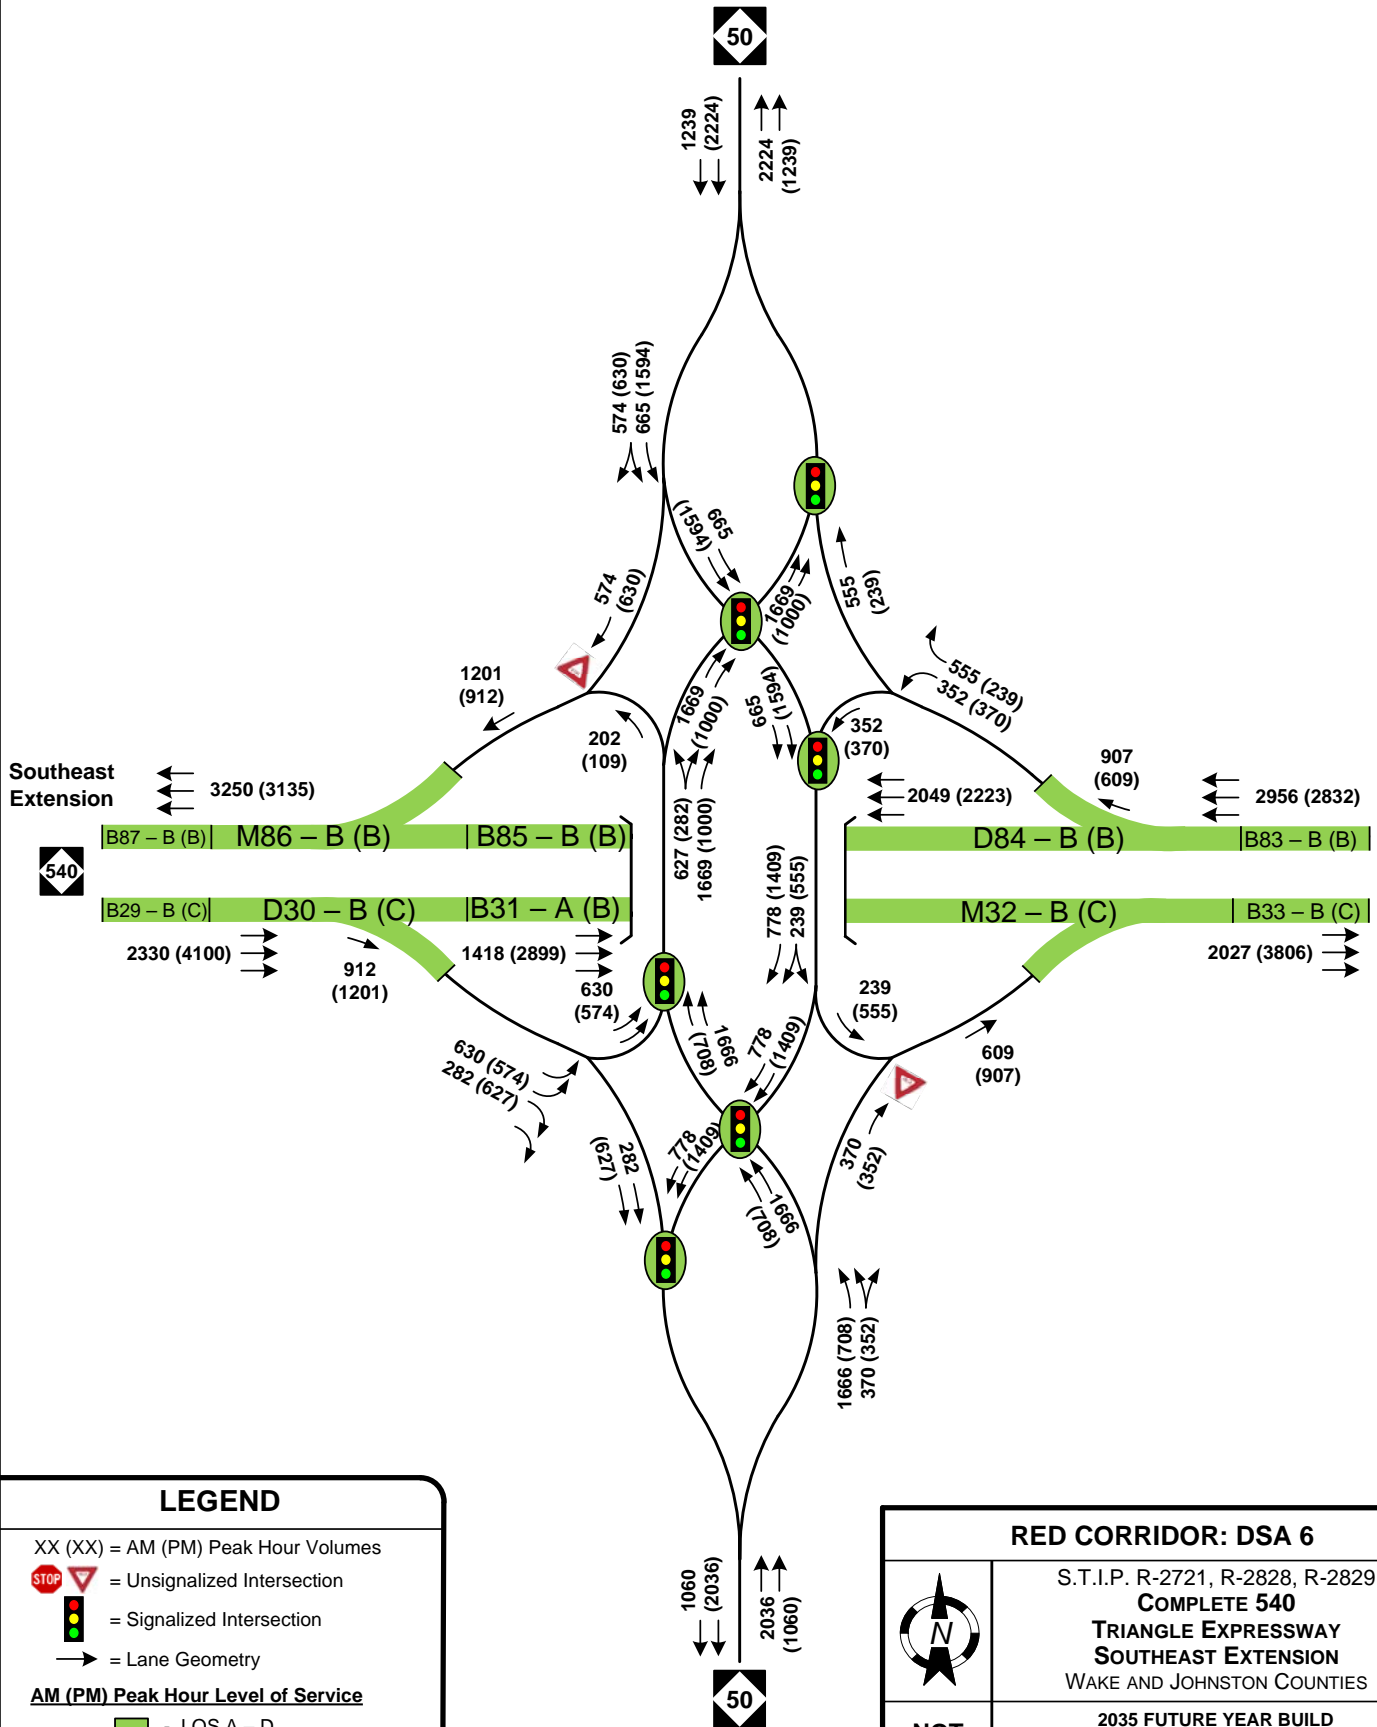 50
1239
(2224)
2224
(1239)
574 (630)
665 (1594)
665
(1594)
1669
(1000)
555
(239)
574
(630)
1201
(912)
202
(109)
1669
(1000)
665
(1594)
352
(370)
555 (239)
352 (370)
907
(609)
Southeast
Extension
3250 (3135)
2049 (2223)
2956 (2832)
B87 – B (B)
M86 – B (B)
B85 – B (B)
D84 – B (B)
B83 – B (B)
540
627 (282)
1669 (1000)
778 (1409)
239 (555)
B29 – B (C)
D30 – B (C)
B31 – A (B)
M32 – B (C)
B33 – B (C)
2330 (4100)
912
(1201)
1418 (2899)
2027 (3806)
630
(574)
239
(555)
630 (574)
282 (627)
1666
(708)
778
(1409)
609
(907)
282
(627)
778
(1409)
1666
(708)
370
(352)
1666 (708)
370 (352)
1060
(2036)
2036
(1060)
50
LEGEND
XX (XX) = AM (PM) Peak Hour Volumes
STOP = Unsignalized Intersection
= Signalized Intersection
= Lane Geometry
AM (PM) Peak Hour Level of Service
= LOS A – D
RED CORRIDOR: DSA 6
N
S.T.I.P. R-2721, R-2828, R-2829
COMPLETE 540
TRIANGLE EXPRESSWAY
SOUTHEAST EXTENSION
WAKE AND JOHNSTON COUNTIES
NOT
2035 FUTURE YEAR BUILD